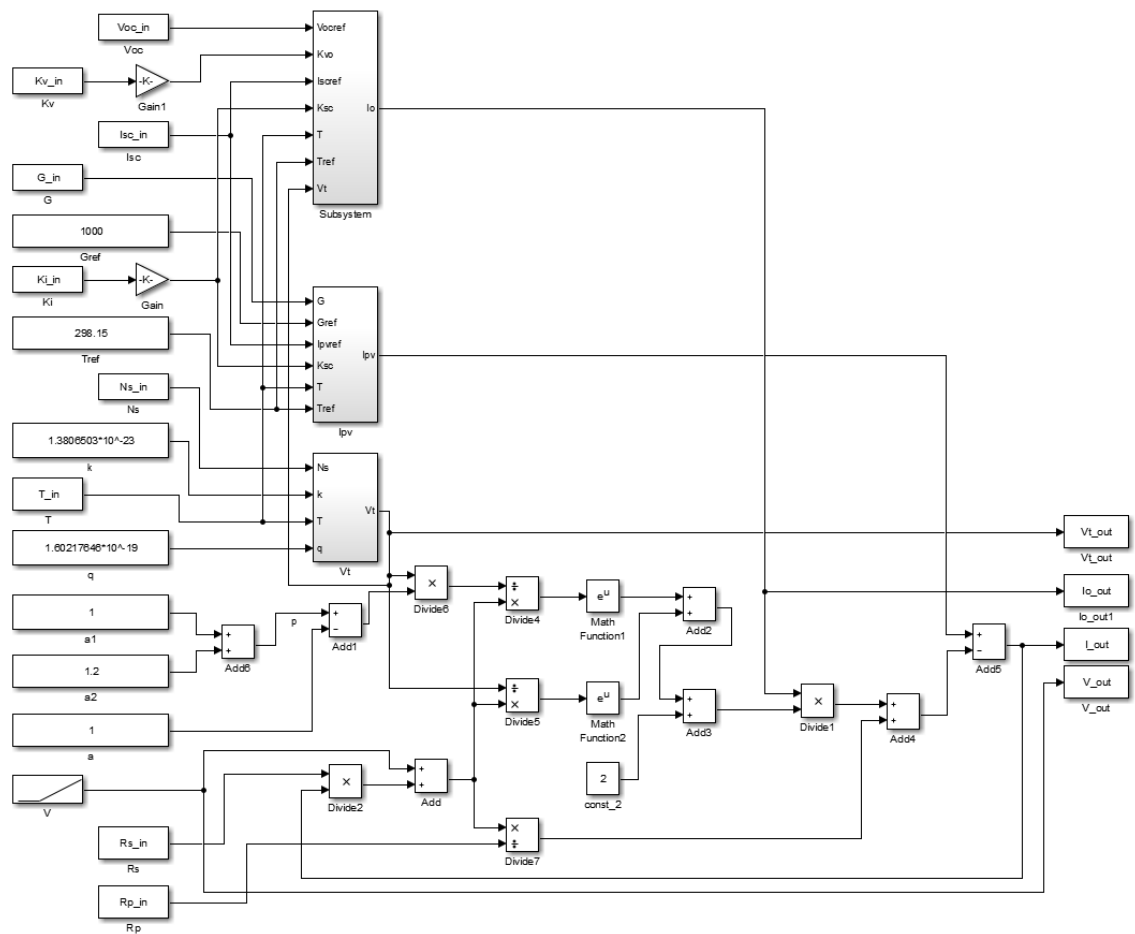 Voc_in
Voc
Kv_in
Kv
-K-
Gain1
Isc_in
Isc
G_in
G
1000
Gref
Ki_in
Ki
-K-
Gain
298.15
Tref
Ns_in
Ns
1.3806503*10^-23
k
T_in
T
1.60217646*10^-19
q
1
a1
1.2
a2
1
a
V
Rs_in
Rs
Rp_in
Rp
Vocref
Kvo
Iscref
Ksc
T
Tref
Vt
Io
Subsystem
G
Gref
Ipvref
Ksc
T
Tref
Ipv
Ipv
Ns
k
T
q
Vt
Vt
+
+
Add6
p
+
−
Add1
×
Divide6
÷
×
Divide4
e^u
Math
Function1
+
+
Add2
÷
×
Divide5
e^u
Math
Function2
+
+
Add3
2
const_2
×
Divide2
+
+
Add
×
÷
Divide7
×
Divide1
+
+
Add4
+
−
Add5
Vt_out
Vt_out
Io_out
Io_out1
I_out
V_out
V_out